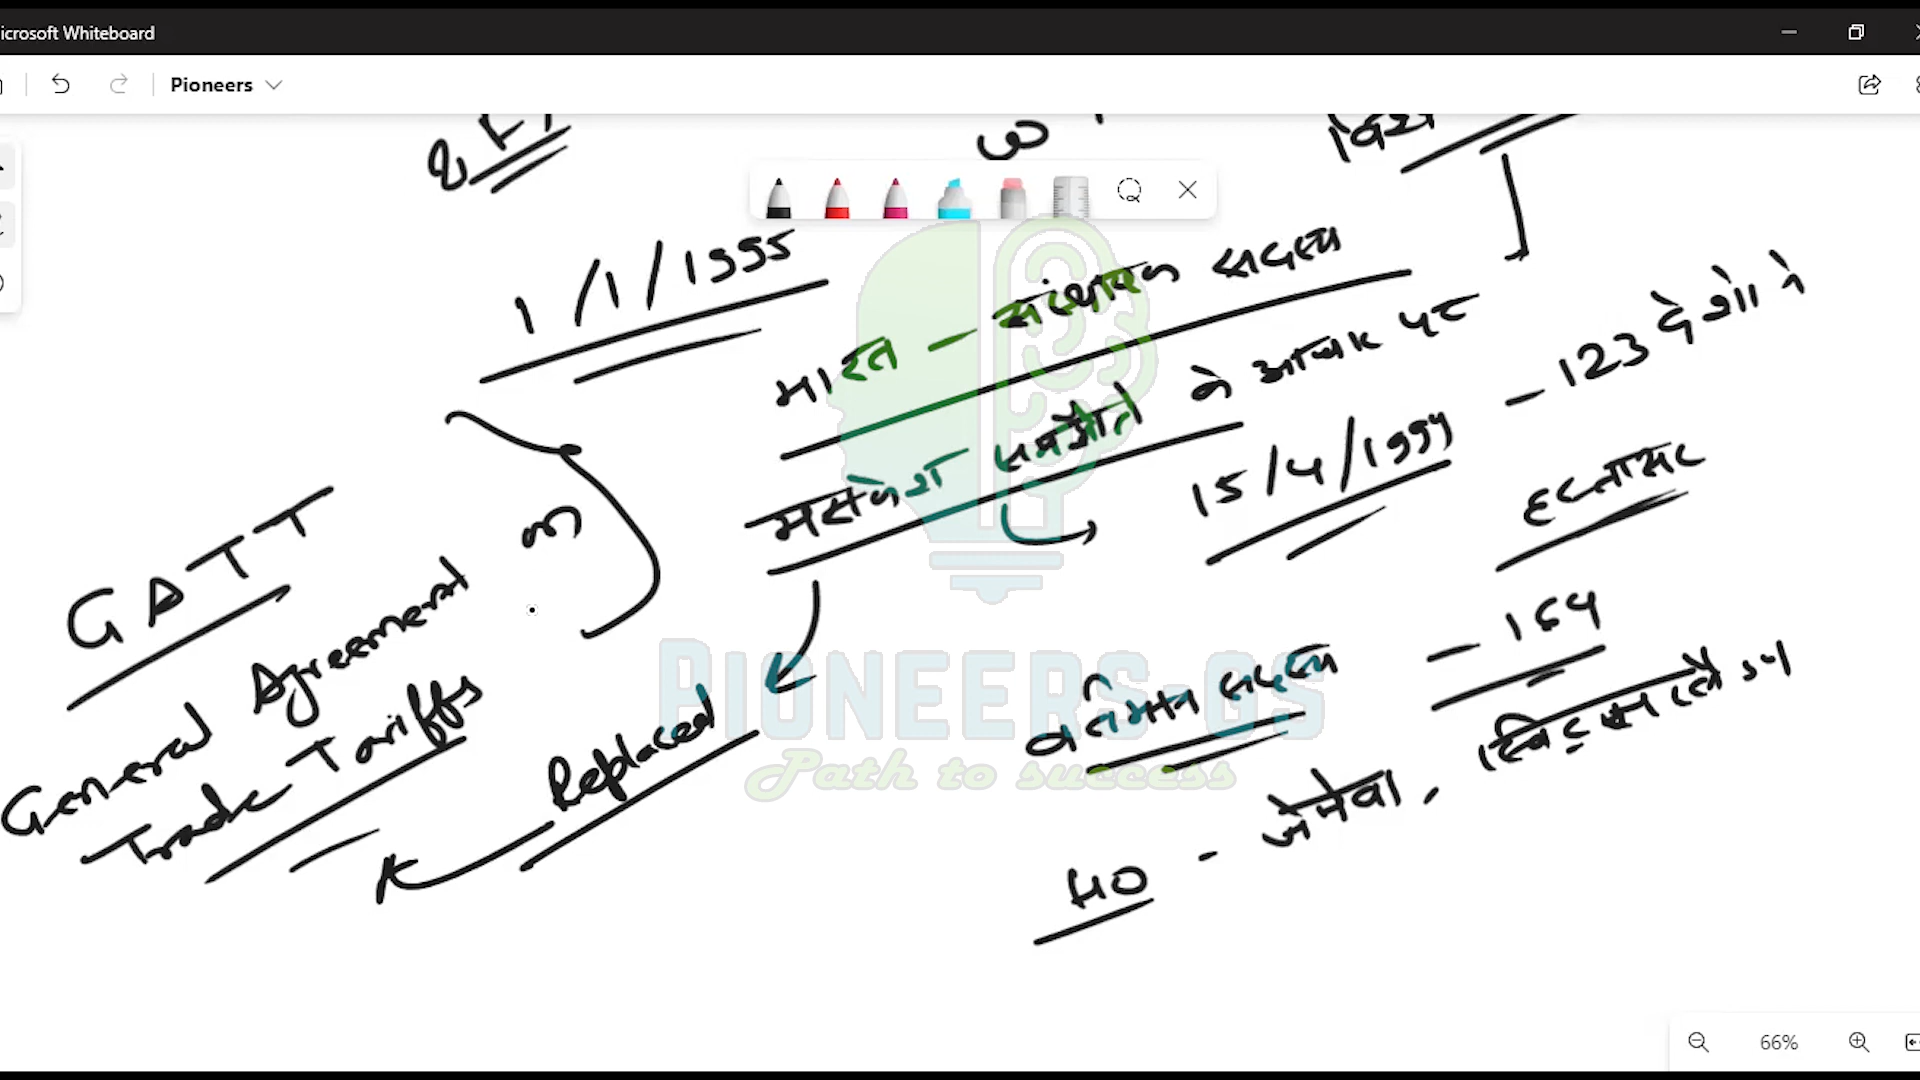 icrosoft Whiteboard
Pioneers
1/1/1995
भारत - संस्थापक सदस्य
मराकेश समझौते के आधार पर
15/4/1994 - 123 देशों ने
हस्ताक्षर
GATT
General Agreement on
Trade Tariffs
Replaced
वर्तमान सदस्य - 164
HO - जेनेवा, स्विट्जरलैण्ड
PIONEERS-GS
Path to success
66%